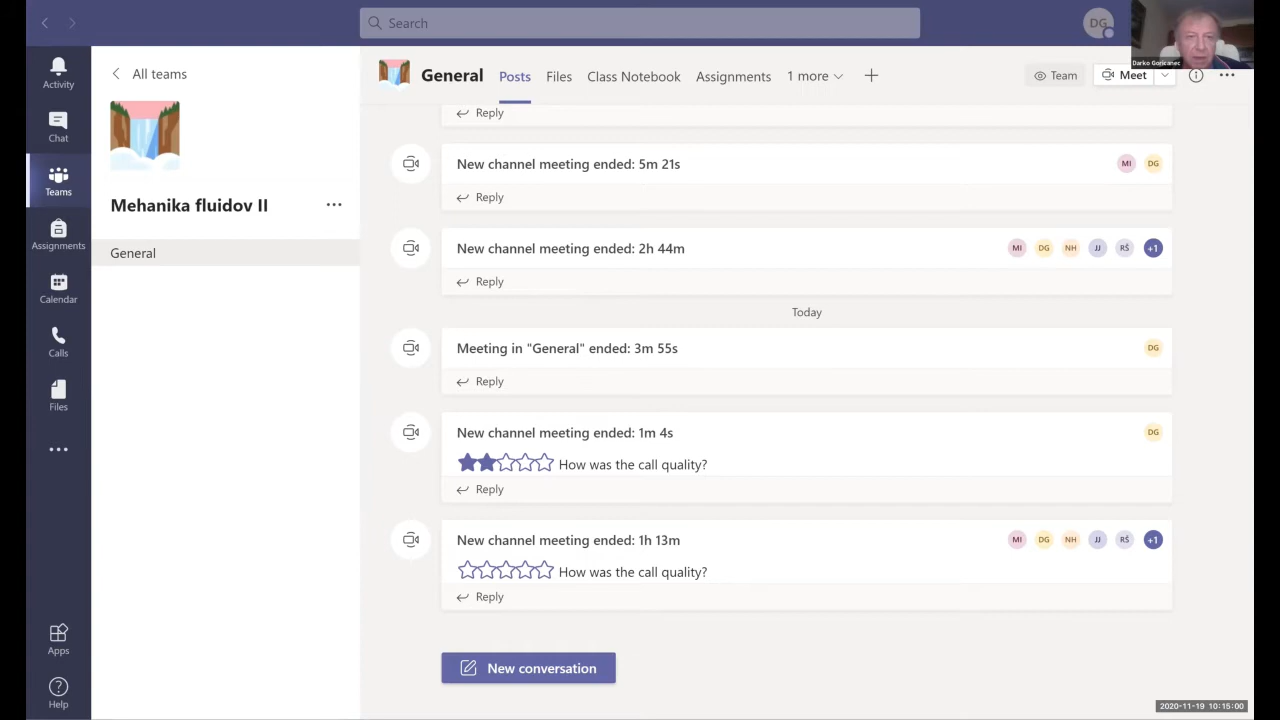 Search
DG
Darko Goricanec
Activity
Chat
Teams
Assignments
Calendar
Calls
Files
Apps
Help
All teams
Mehanika fluidov II
General
General
Posts
Files
Class Notebook
Assignments
1 more
Team
Meet
Reply
New channel meeting ended: 5m 21s
MI DG
Reply
New channel meeting ended: 2h 44m
MI DG NH JJ RŠ +1
Reply
Today
Meeting in "General" ended: 3m 55s
DG
Reply
New channel meeting ended: 1m 4s
DG
How was the call quality?
Reply
New channel meeting ended: 1h 13m
MI DG NH JJ RŠ +1
How was the call quality?
Reply
New conversation
2020-11-19 10:15:00